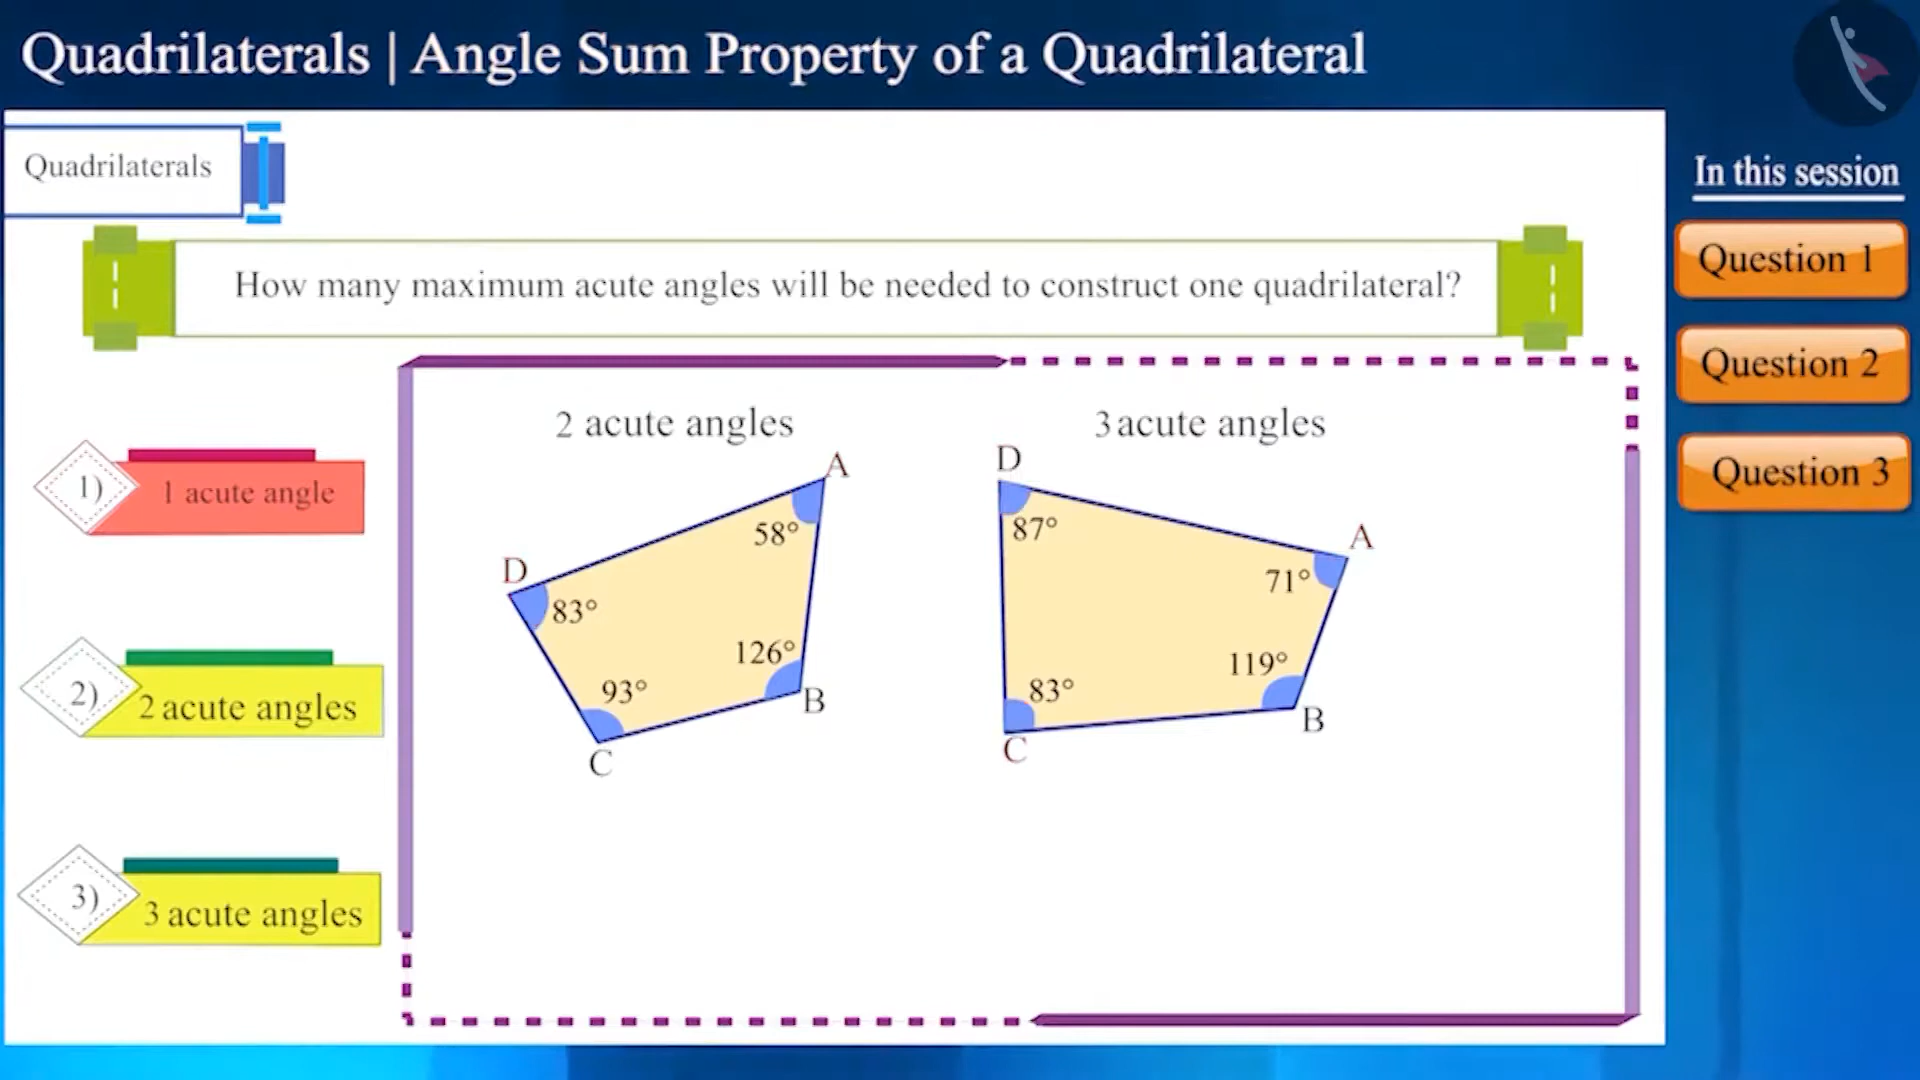 Quadrilaterals | Angle Sum Property of a Quadrilateral
Quadrilaterals
In this session
Question 1
Question 2
Question 3
How many maximum acute angles will be needed to construct one quadrilateral?
1) 1 acute angle
2) 2 acute angles
3) 3 acute angles
2 acute angles
A
58°
D
83°
126°
93°
B
C
3 acute angles
D
87°
A
71°
119°
83°
B
C